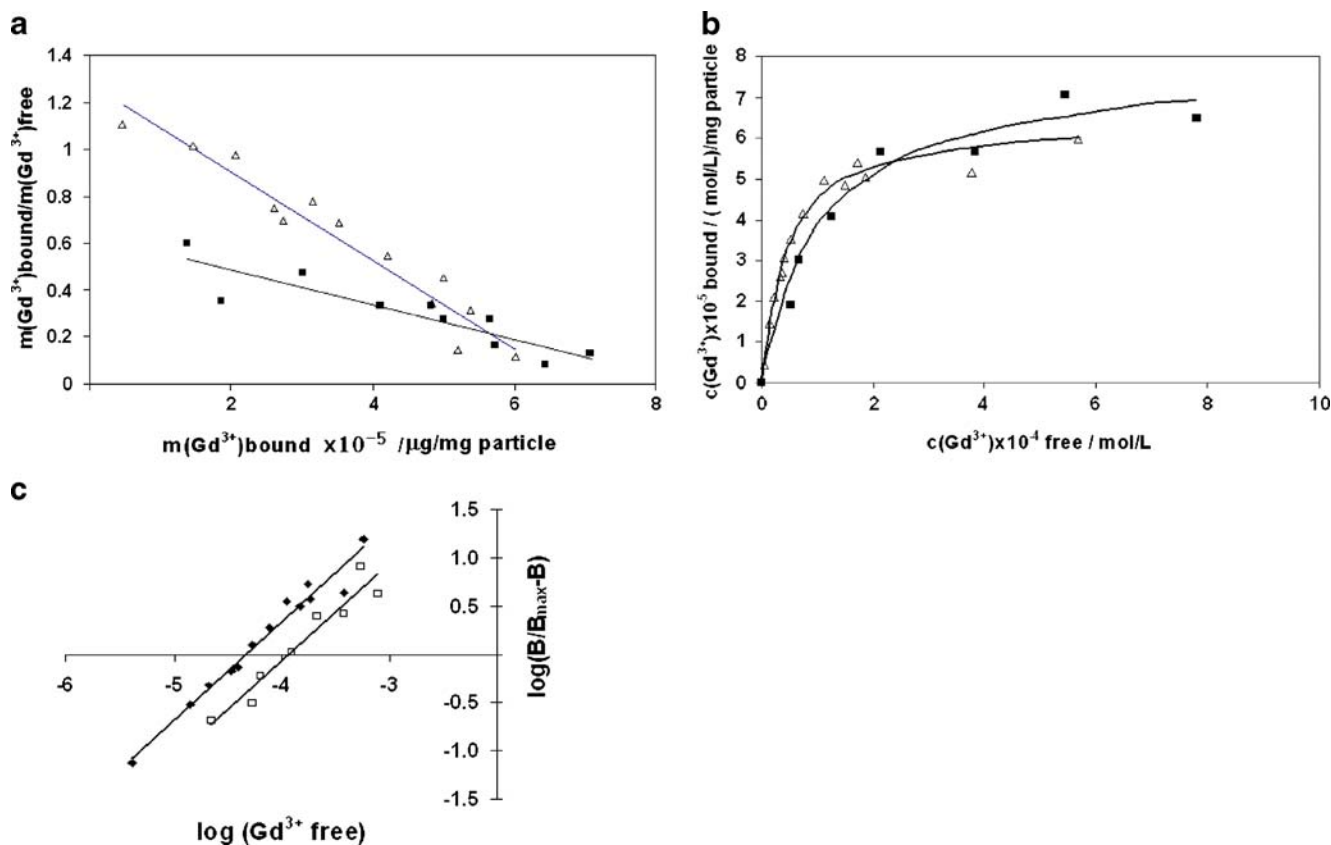 a
1.4
1.2
1
0.8
0.6
0.4
0.2
0
2 4 6 8
m(Gd³⁺)bound/m(Gd³⁺)free
m(Gd³⁺)bound x10⁻⁵ /µg/mg particle
b
8
7
6
5
4
3
2
1
0
0 2 4 6 8 10
c(Gd³⁺)x10⁻⁵ bound / (mol/L)/mg particle
c(Gd³⁺)x10⁻⁴ free / mol/L
c
1.5
1.0
0.5
-0.5
-1.0
-1.5
-6 -5 -4 -3
log(B/Bmax-B)
log (Gd³⁺ free)